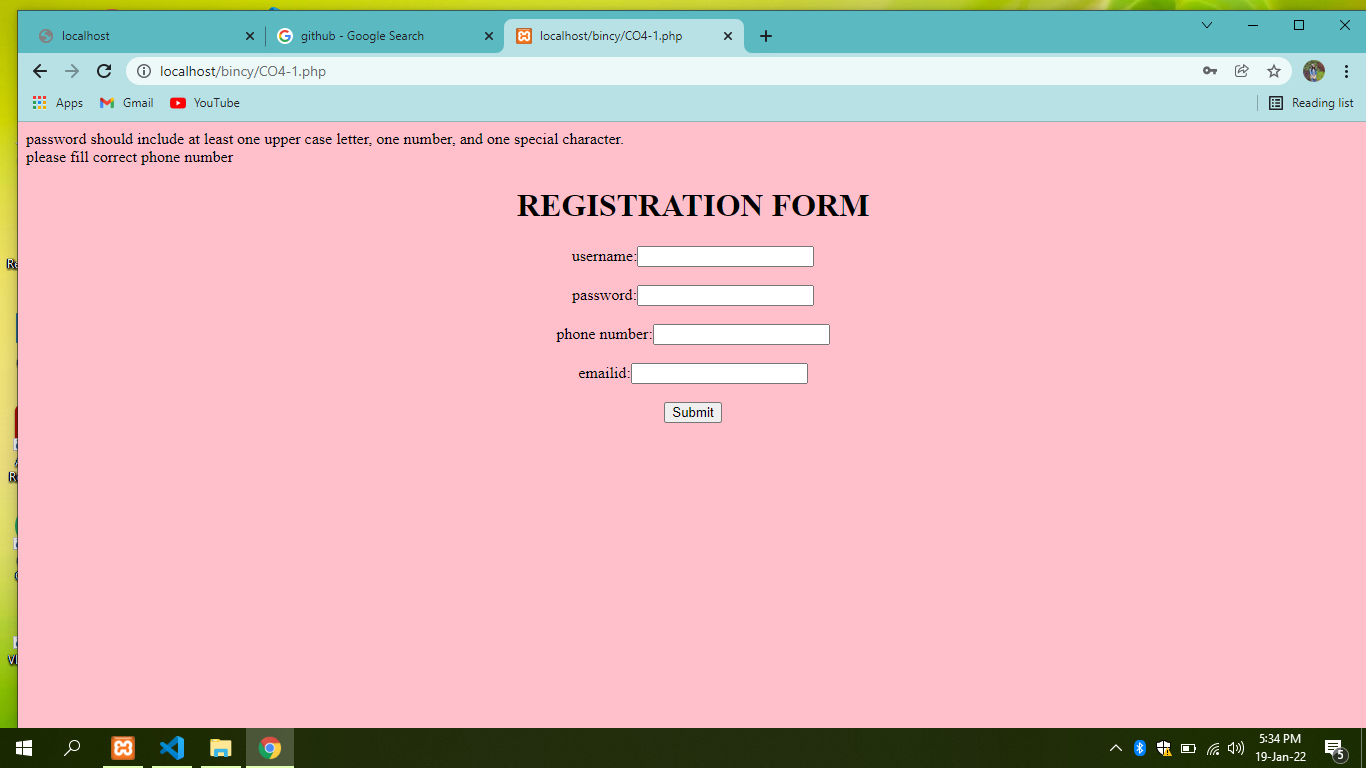 localhost
github - Google Search
localhost/bincy/CO4-1.php
localhost/bincy/CO4-1.php
Apps
Gmail
YouTube
Reading list
password should include at least one upper case letter, one number, and one special character.
please fill correct phone number
REGISTRATION FORM
username:
password:
phone number:
emailid:
Submit
5:34 PM
19-Jan-22
5